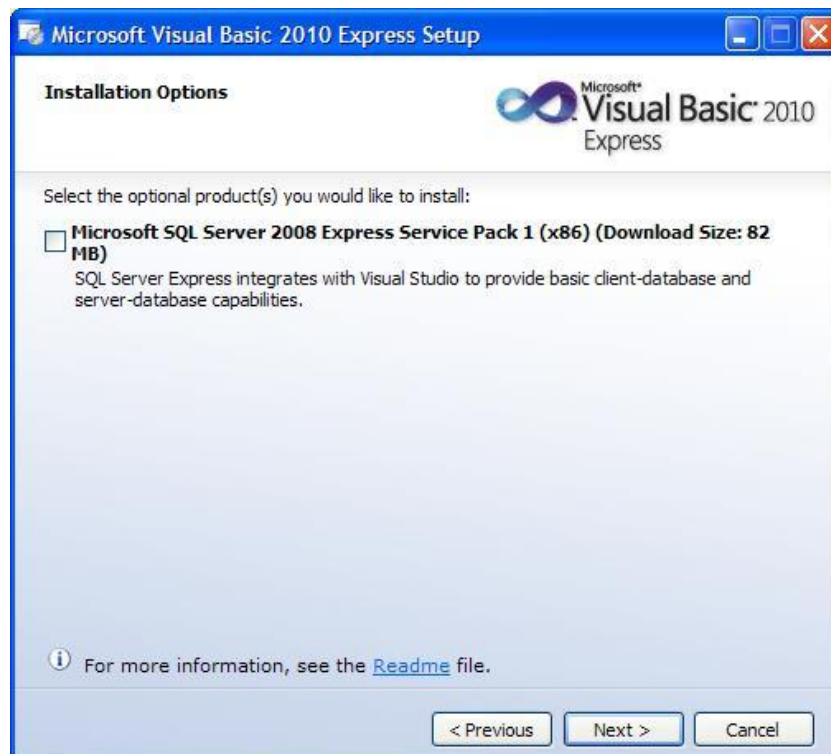 Microsoft Visual Basic 2010 Express Setup
Installation Options
Microsoft®
Visual Basic® 2010
Express
Select the optional product(s) you would like to install:
Microsoft SQL Server 2008 Express Service Pack 1 (x86) (Download Size: 82
MB)
SQL Server Express integrates with Visual Studio to provide basic client-database and
server-database capabilities.
For more information, see the Readme file.
< Previous
Next >
Cancel